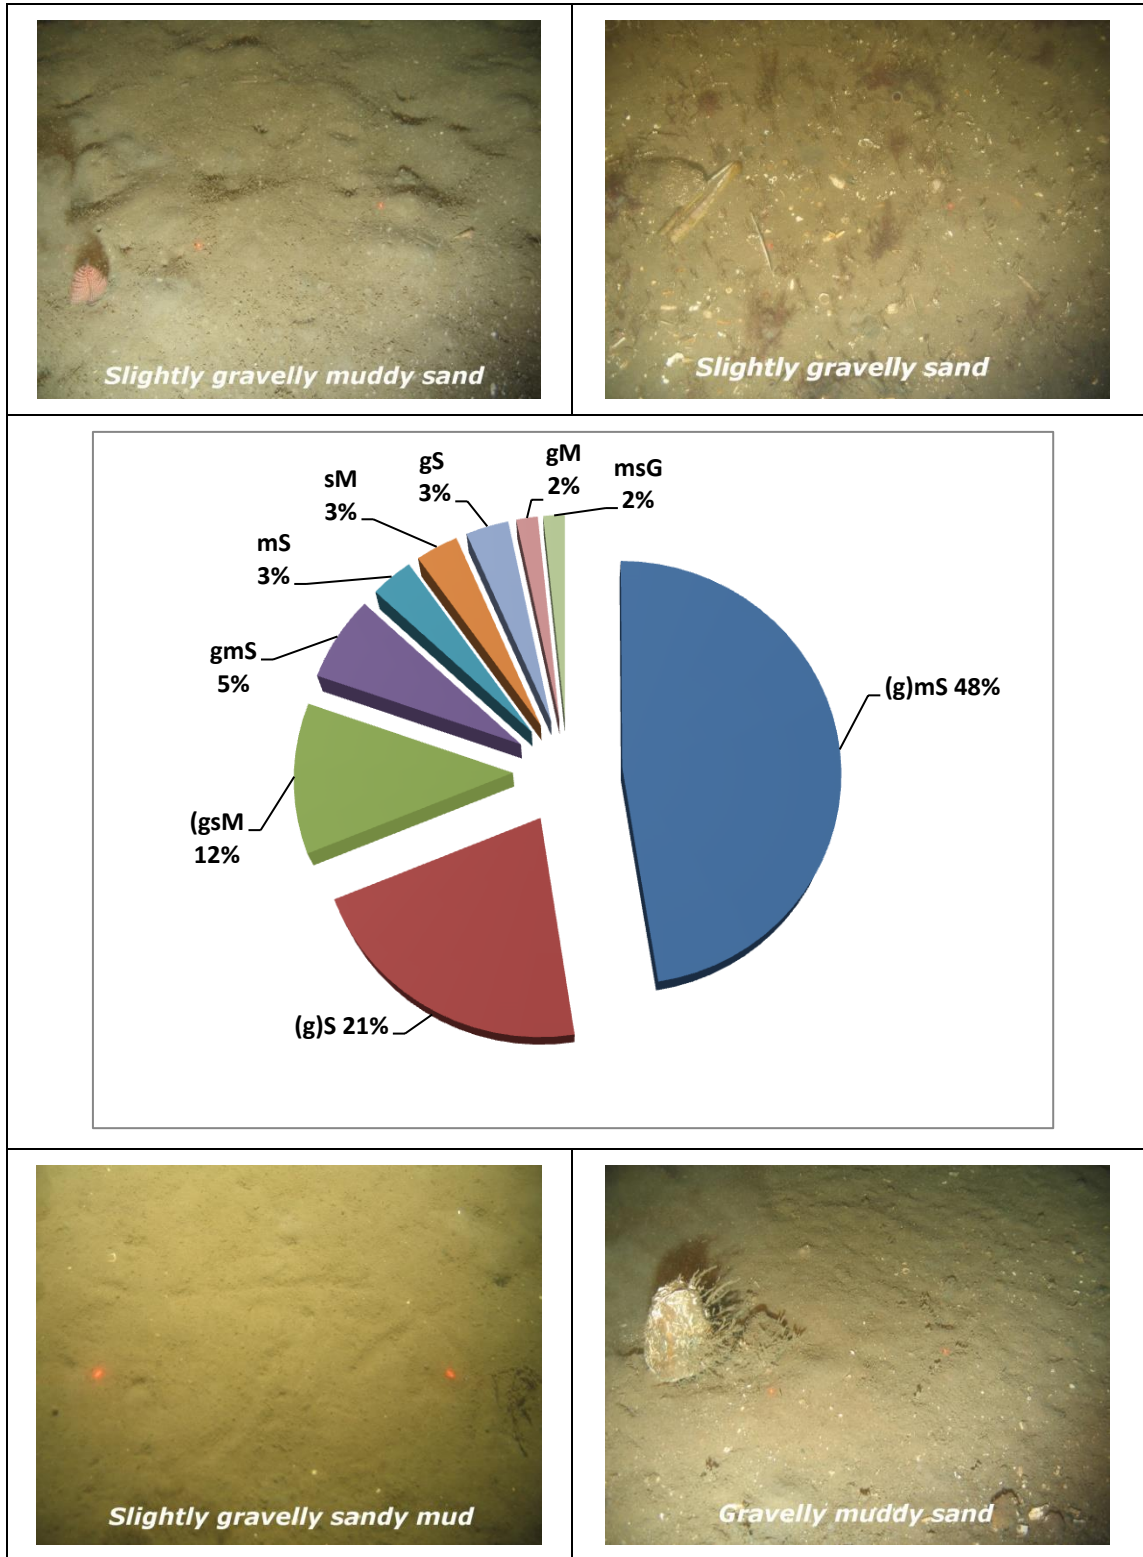 Slightly gravelly muddy sand
Slightly gravelly sand
gS
3%
gM
2%
msG
2%
sM
3%
mS
3%
gmS
5%
(g)mS 48%
(gsM
12%
(g)S 21%
Slightly gravelly sandy mud
Gravelly muddy sand